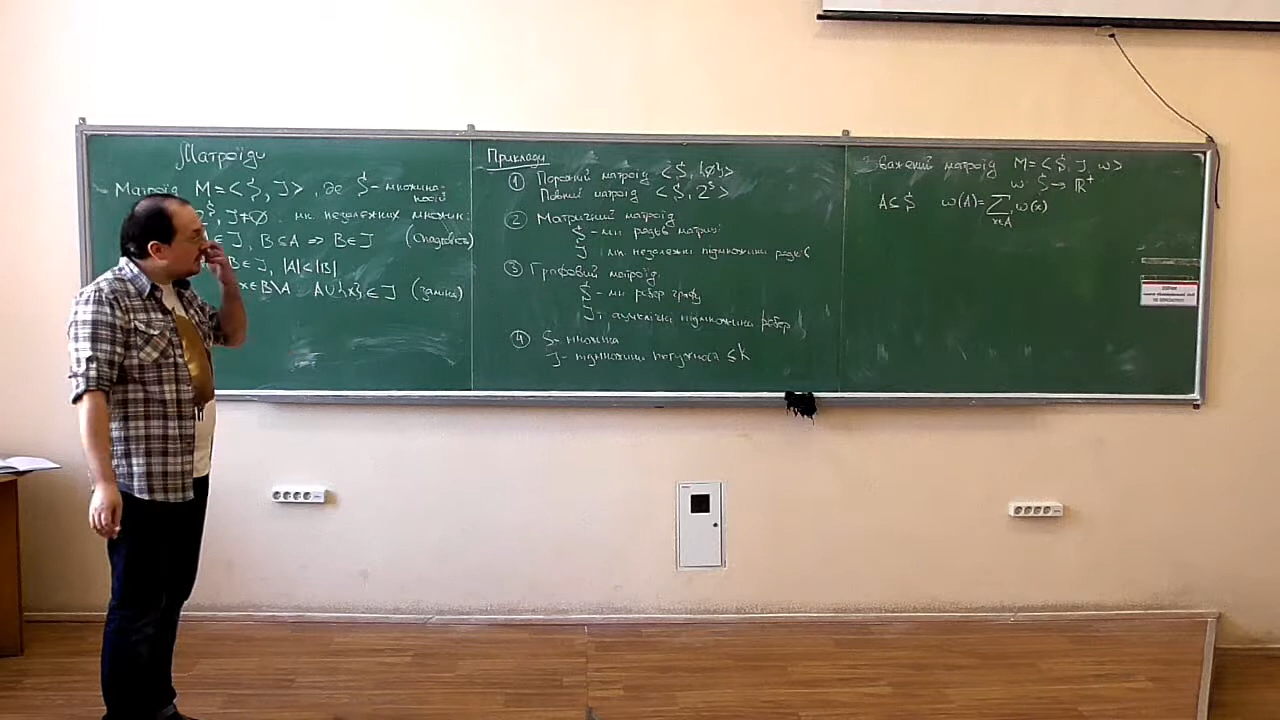 Матроїди
Матроїд M=<S, J>, де S - множина-
носій
2^S, J≠∅ : мн. незалежних множин:
∈J, B⊆A ⇒ B∈J (спадковість)
B∈J, |A|<|B|
x∈B\A : A∪{x}∈J (заміна)
Приклади
① Порожній матроїд <S, {∅}>
Повний матроїд <S, 2^S>
② Матричний матроїд
S - мн. рядків матриці
J : мн. незалежні підмножини рядків
③ Графовий матроїд:
S - мн. ребер графу
J : ациклічні підмножини ребер
④ S - множина
J - підмножини потужності ≤k
Зважений матроїд M=<S, J, w>
w: S→ℝ⁺
A⊆S w(A)=∑ w(x)
x∈A